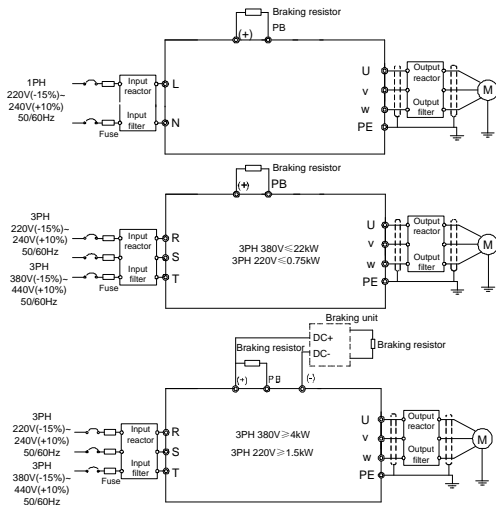 Braking resistor
(+)
PB
1PH
220V(-15%)~
240V(+10%)
50/60Hz
Fuse
Input
reactor
Input
filter
L
N
U
v
w
PE
Output
reactor
Output
filter
M
Braking resistor
(+)
PB
3PH
220V(-15%)~
240V(+10%)
50/60Hz
3PH
380V(-15%)~
440V(+10%)
50/60Hz
Fuse
Input
reactor
Input
filter
R
S
T
3PH 380V≤22kW
3PH 220V≤0.75kW
U
v
w
PE
Output
reactor
Output
filter
M
Braking unit
DC+
DC-
Braking resistor
Braking resistor
(+)
PB
(-)
3PH
220V(-15%)~
240V(+10%)
50/60Hz
3PH
380V(-15%)~
440V(+10%)
50/60Hz
Fuse
Input
reactor
Input
filter
R
S
T
3PH 380V≥4kW
3PH 220V≥1.5kW
U
v
w
PE
Output
reactor
Output
filter
M